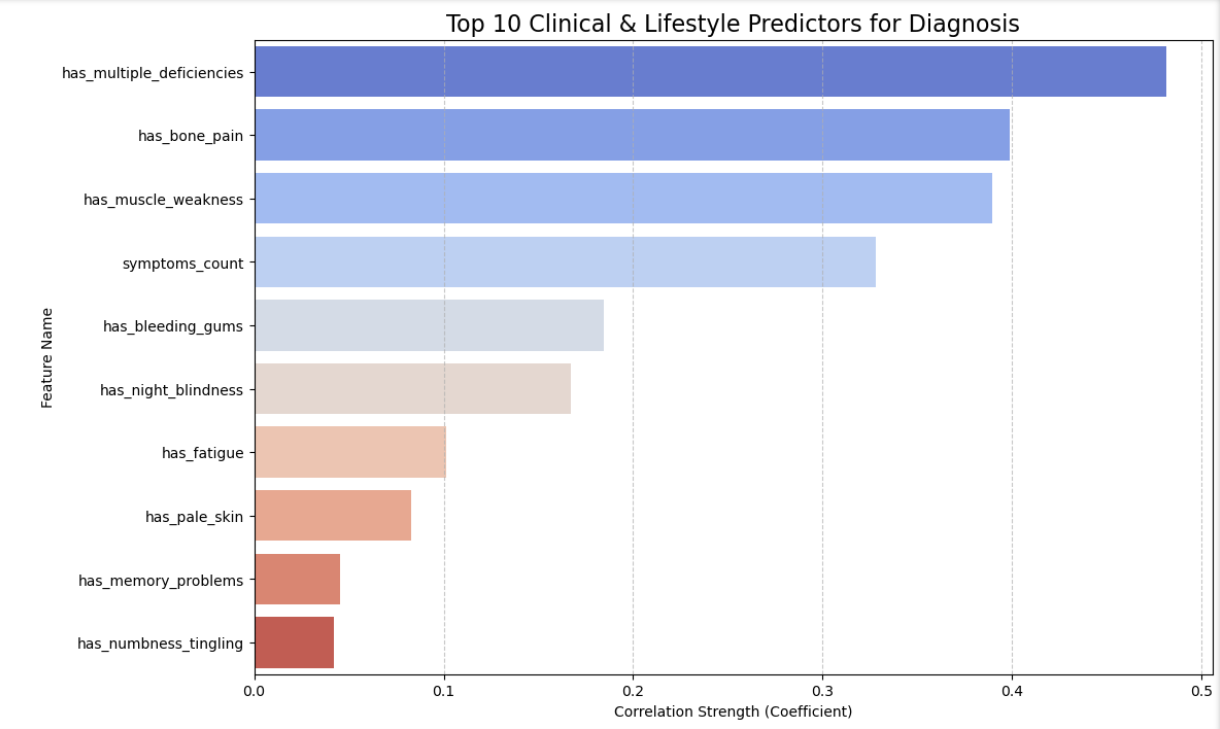 Top 10 Clinical & Lifestyle Predictors for Diagnosis
Feature Name
has_multiple_deficiencies
has_bone_pain
has_muscle_weakness
symptoms_count
has_bleeding_gums
has_night_blindness
has_fatigue
has_pale_skin
has_memory_problems
has_numbness_tingling
0.0 0.1 0.2 0.3 0.4 0.5
Correlation Strength (Coefficient)